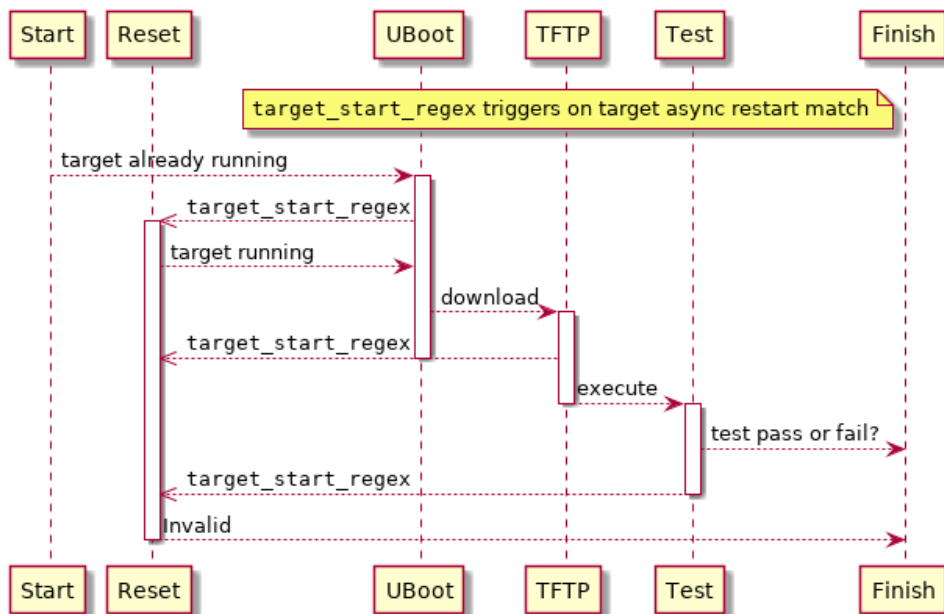 Start Reset UBoot TFTP Test Finish
target_start_regex triggers on target async restart match
target already running
target_start_regex
target running
download
target_start_regex
execute
test pass or fail?
target_start_regex
Invalid
Start Reset UBoot TFTP Test Finish